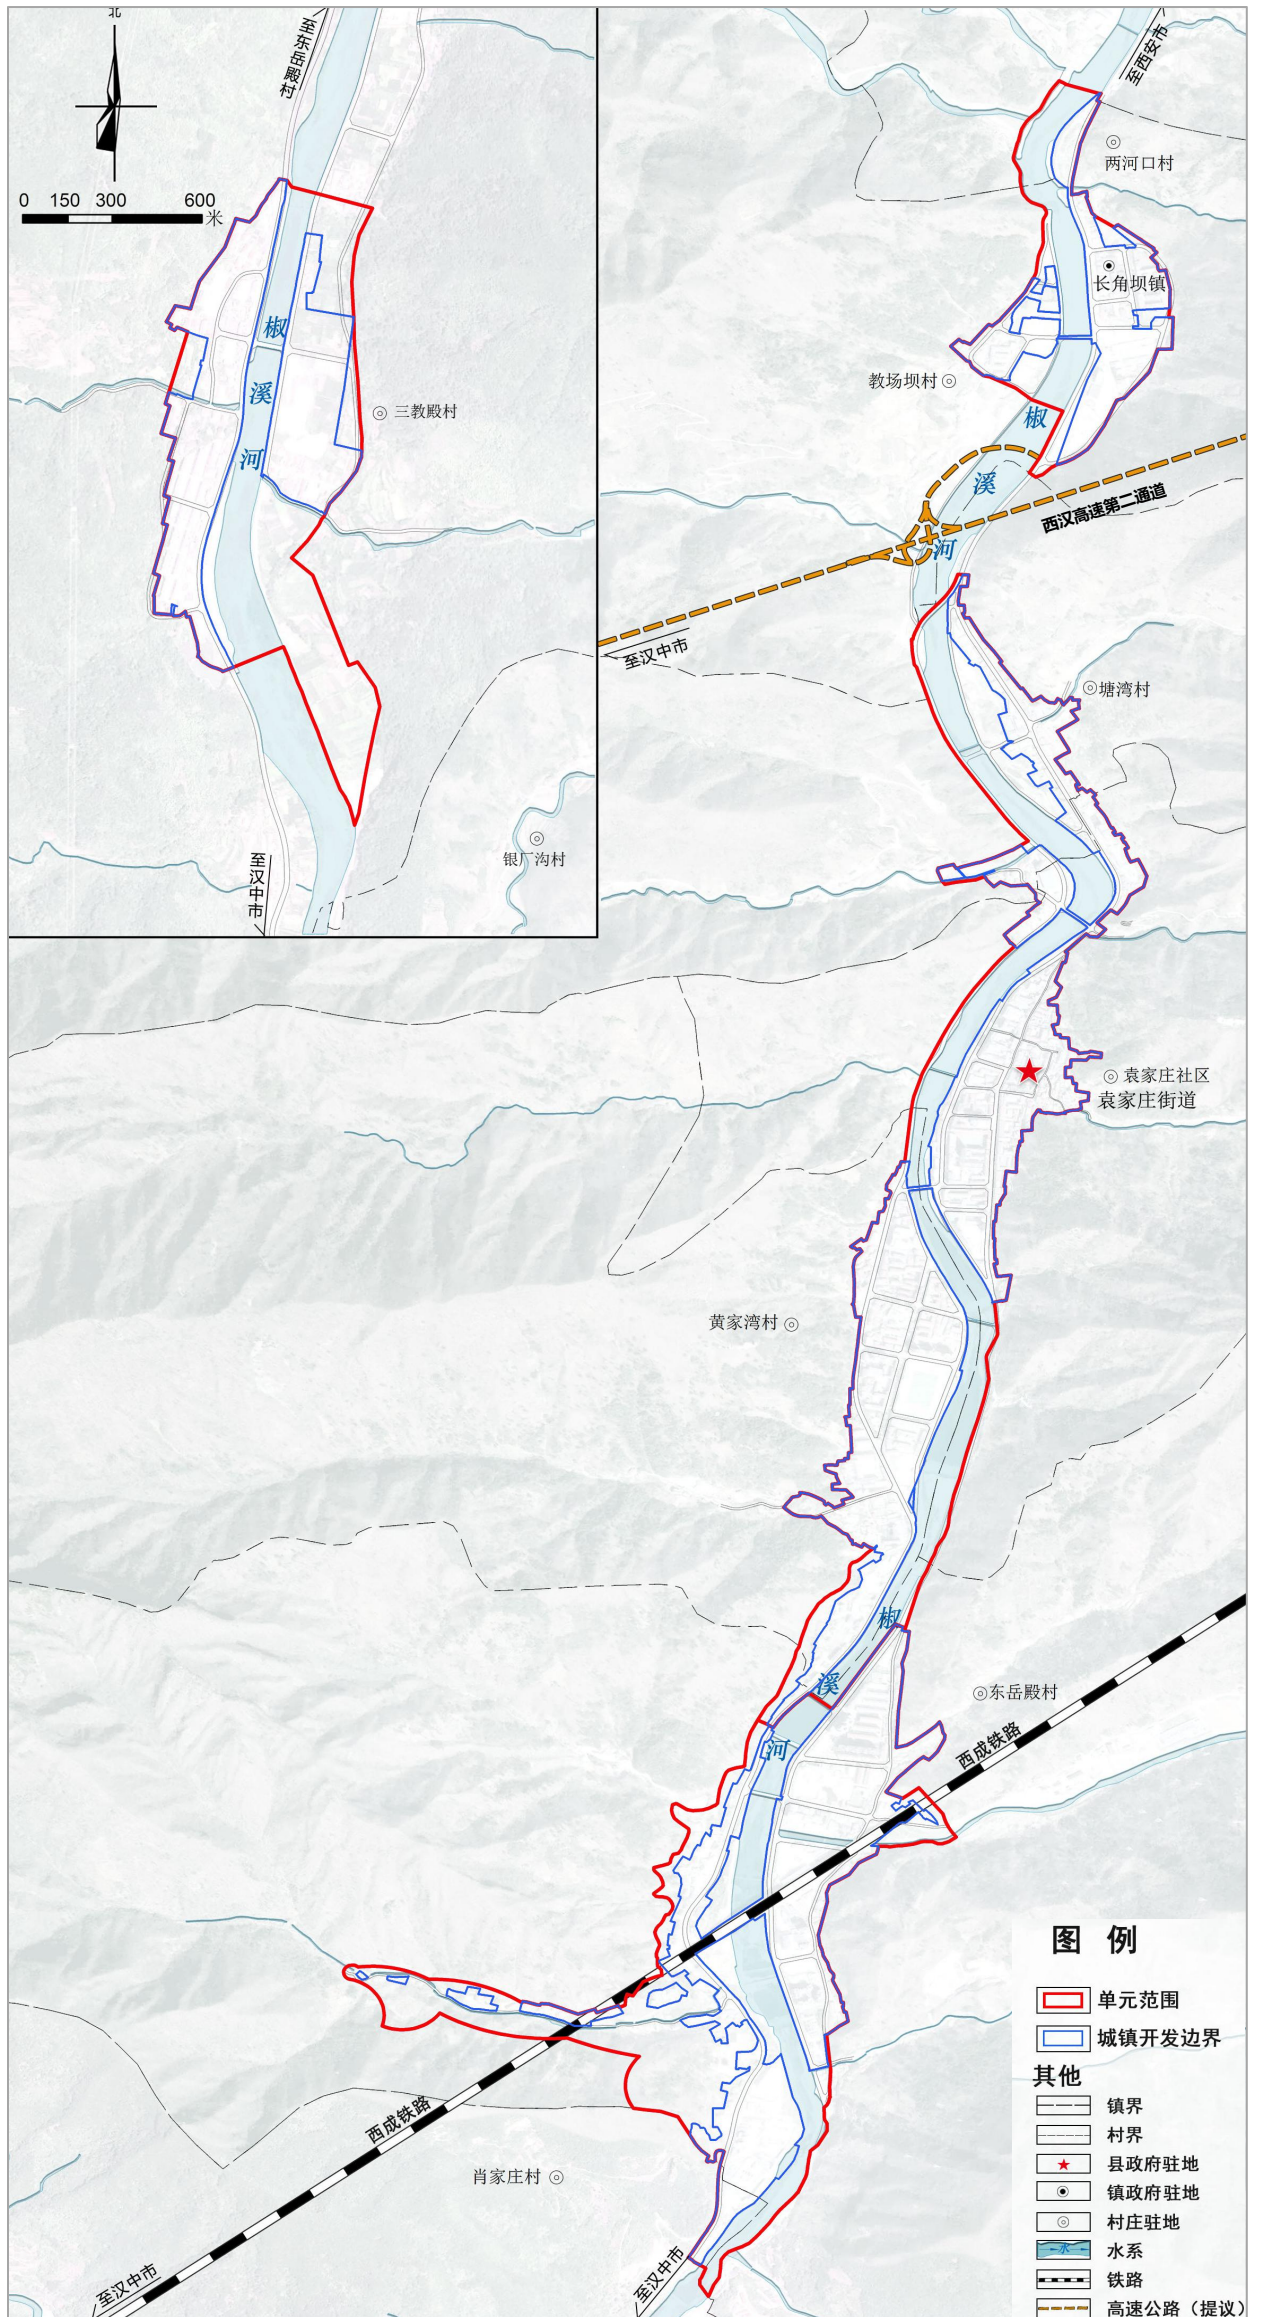 北
0 150 300 600
米
至东岳殿村
椒
溪
河
三教殿村
银厂沟村
至汉中市
至西安市
两河口村
长角坝镇
教场坝村
椒
溪
河
西汉高速第二通道
至汉中市
塘湾村
袁家庄社区
袁家庄街道
黄家湾村
椒
溪
河
东岳殿村
西成铁路
西成铁路
肖家庄村
至汉中市
至汉中市
图 例
单元范围
城镇开发边界
其他
镇界
村界
县政府驻地
镇政府驻地
村庄驻地
水
水系
铁路
高速公路（提议）